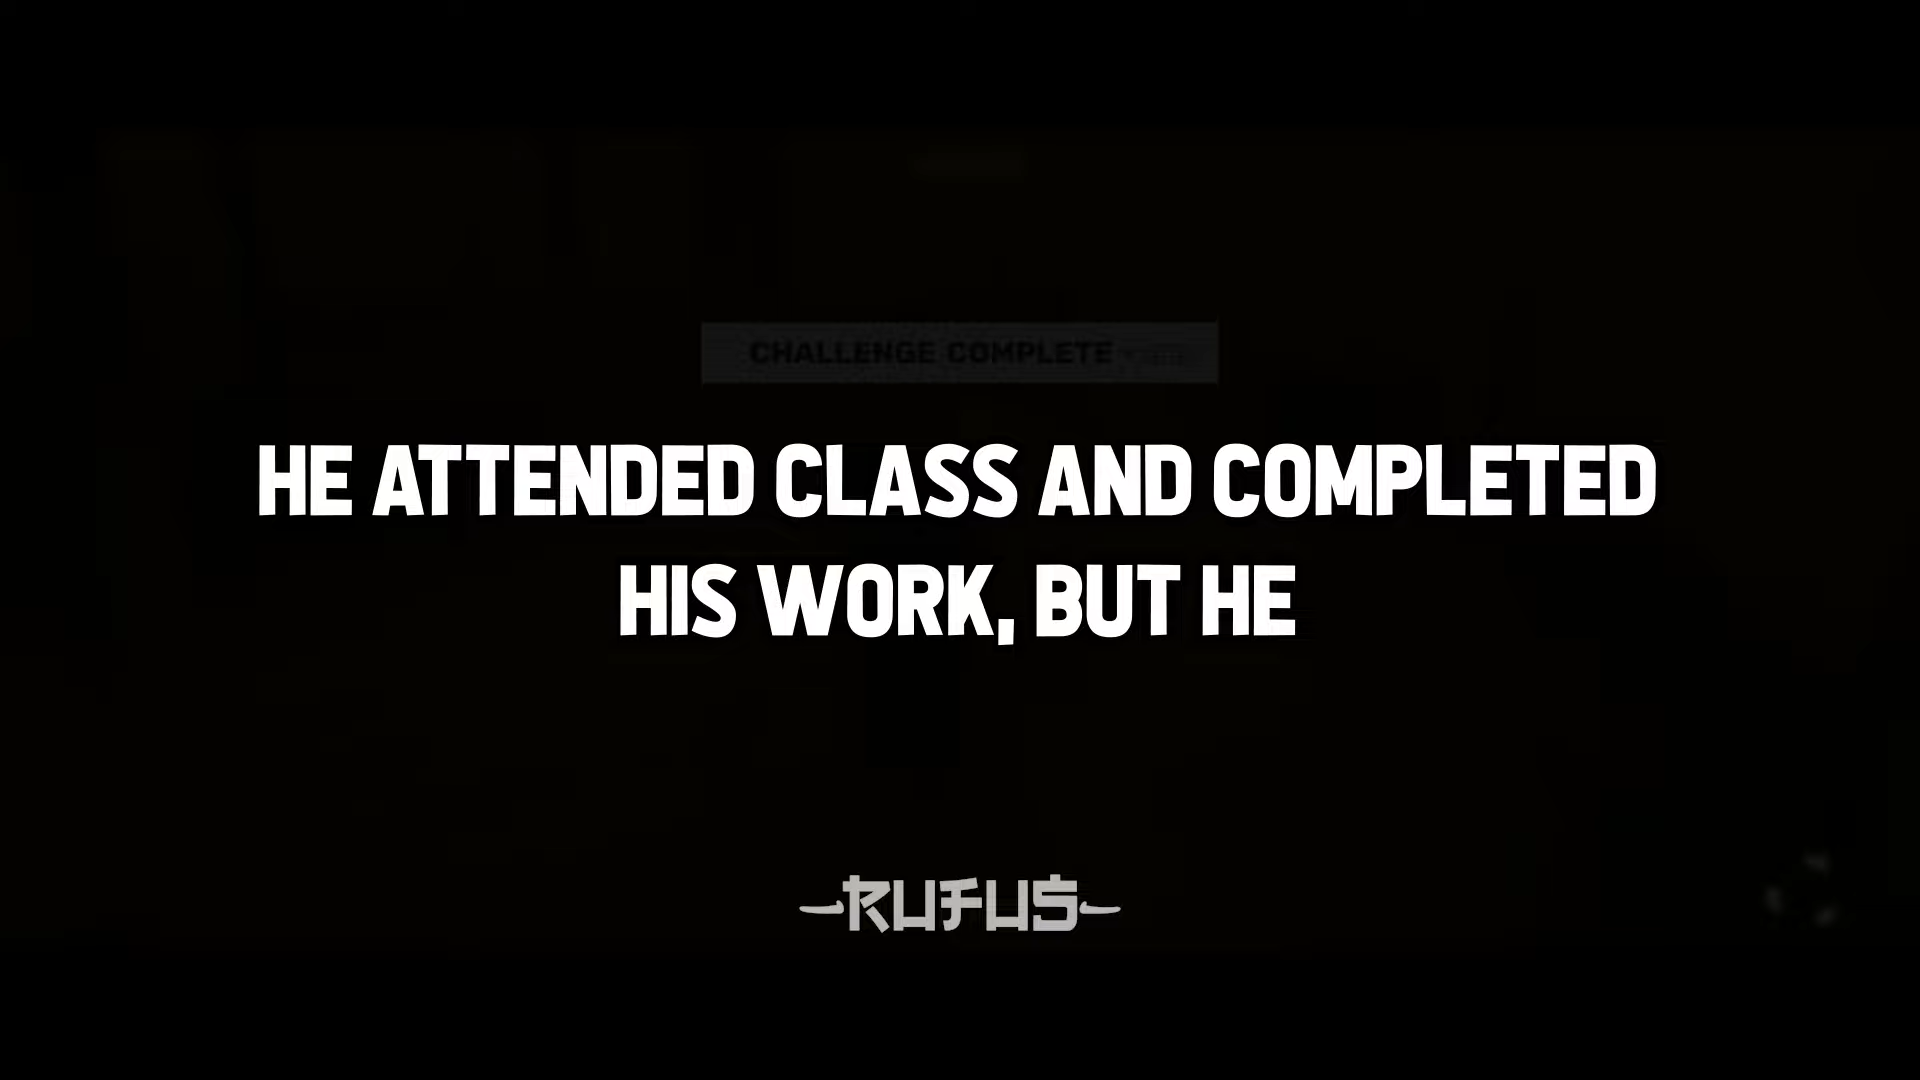 CHALLENGE COMPLETE
HE ATTENDED CLASS AND COMPLETED
HIS WORK, BUT HE
RUFUS